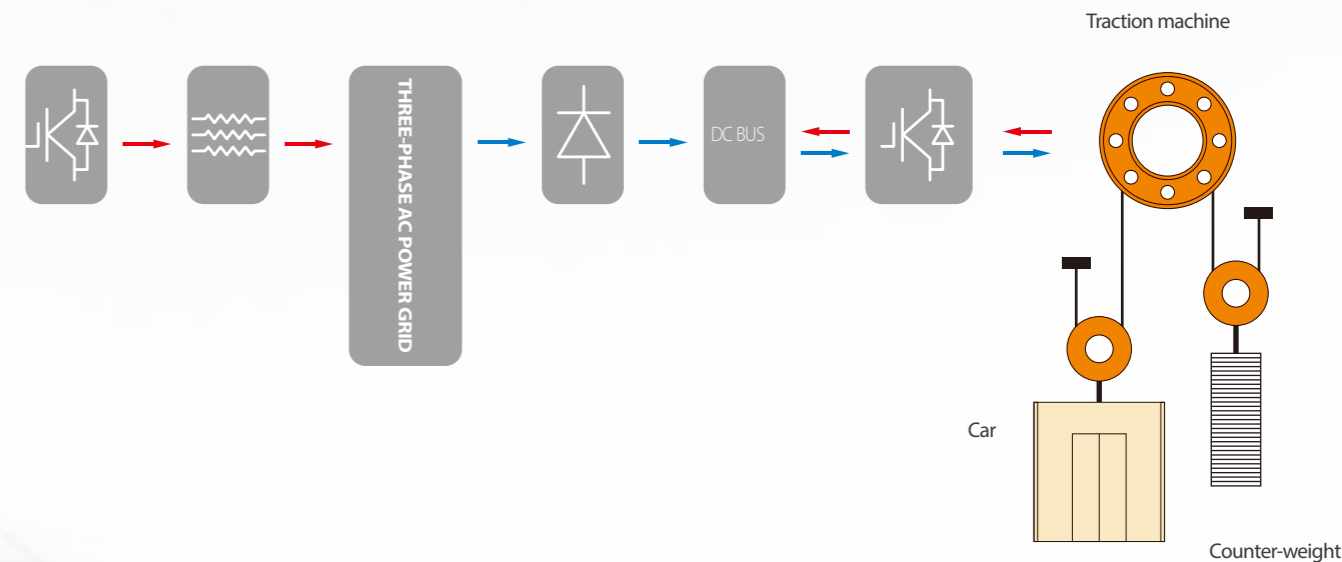 Traction machine
THREE-PHASE AC POWER GRID
DC BUS
Car
Counter-weight